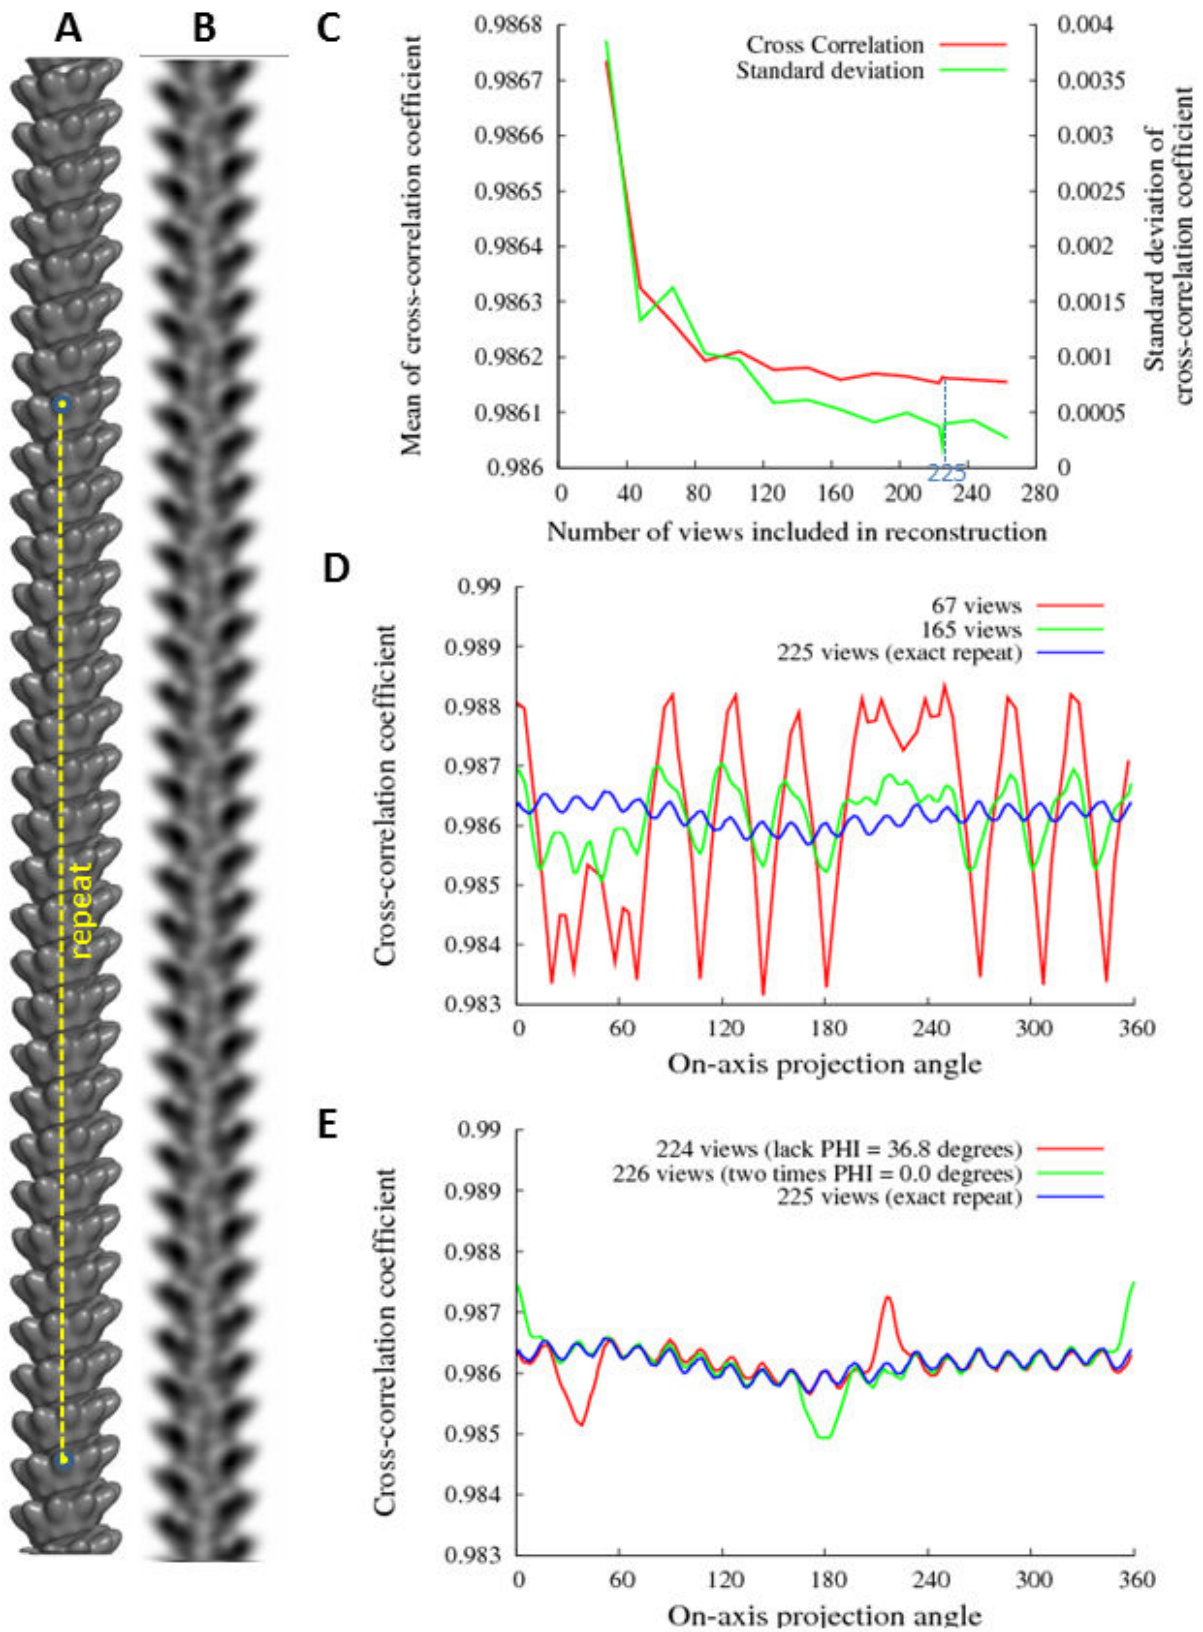 A
B
C
repeat
0.9868
0.9867
0.9866
0.9865
0.9864
0.9863
0.9862
0.9861
0.986
Mean of cross-correlation coefficient
Cross Correlation
Standard deviation
0.004
0.0035
0.003
0.0025
0.002
0.0015
0.001
0.0005
0
Standard deviation of
cross-correlation coefficient
225
0 40 80 120 160 200 240 280
Number of views included in reconstruction
D
0.99
0.989
0.988
0.987
0.986
0.985
0.984
0.983
Cross-correlation coefficient
67 views
165 views
225 views (exact repeat)
0 60 120 180 240 300 360
On-axis projection angle
E
0.99
0.989
0.988
0.987
0.986
0.985
0.984
0.983
Cross-correlation coefficient
224 views (lack PHI = 36.8 degrees)
226 views (two times PHI = 0.0 degrees)
225 views (exact repeat)
0 60 120 180 240 300 360
On-axis projection angle